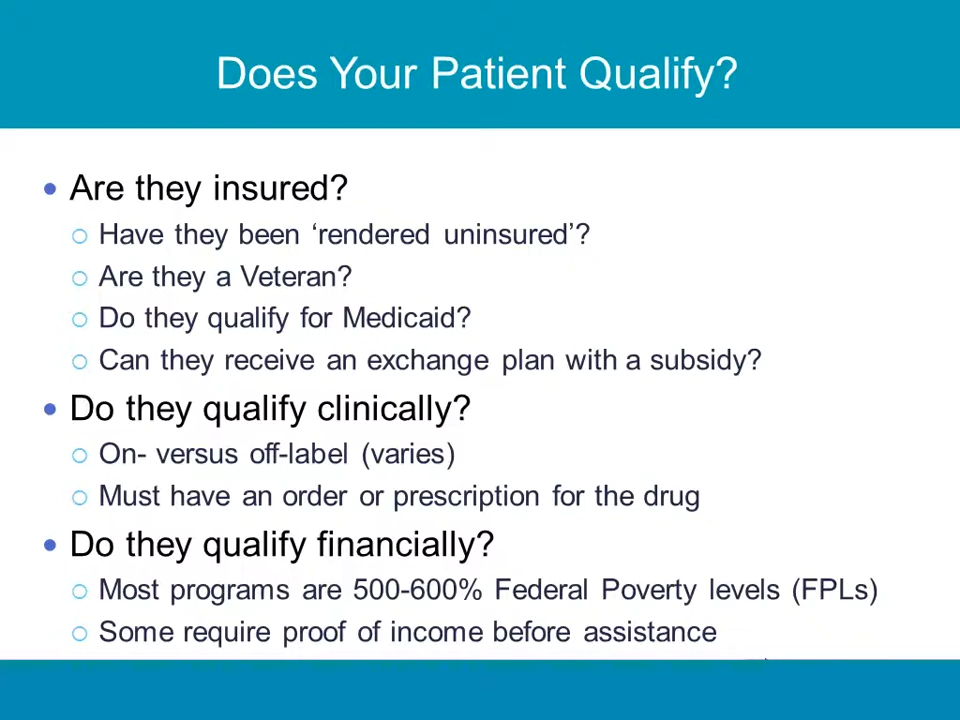 Does Your Patient Qualify?
Are they insured?
Have they been ‘rendered uninsured’?
Are they a Veteran?
Do they qualify for Medicaid?
Can they receive an exchange plan with a subsidy?
Do they qualify clinically?
On- versus off-label (varies)
Must have an order or prescription for the drug
Do they qualify financially?
Most programs are 500-600% Federal Poverty levels (FPLs)
Some require proof of income before assistance